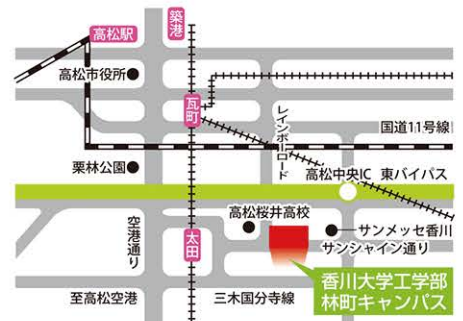 築港
高松駅
高松市役所
瓦町
レインボーロード
国道11号線
栗林公園
高松中央IC 東バイパス
高松桜井高校
空港通り
太田
サンメッセ香川
サンシャイン通り
香川大学工学部
林町キャンパス
至高松空港
三木国分寺線